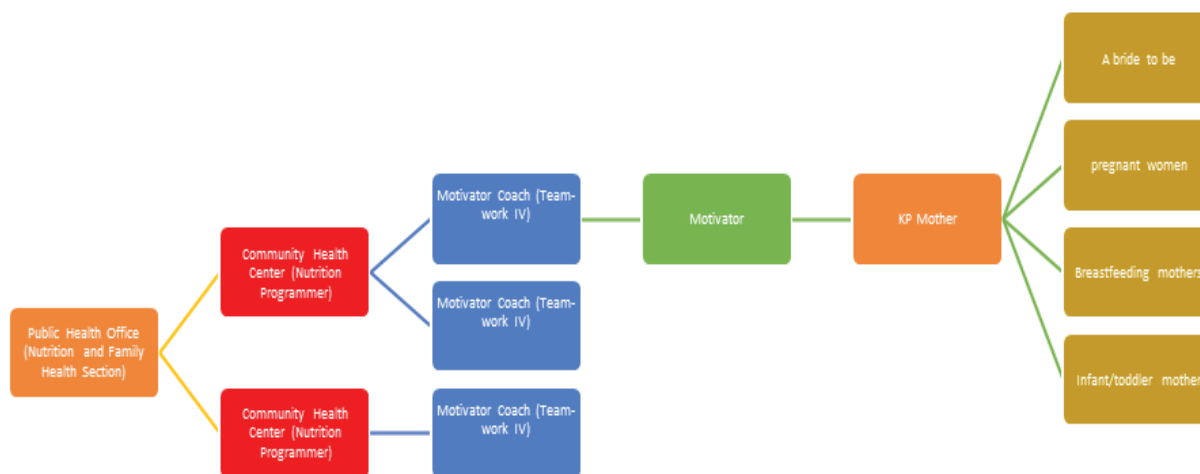 Public Health Office
(Nutrition and Family
Health Section)
Community Health
Center (Nutrition
Programmer)
Community Health
Center (Nutrition
Programmer)
Motivator Coach (Team-
work IV)
Motivator Coach (Team-
work IV)
Motivator Coach (Team-
work IV)
Motivator
KP Mother
A bride to be
pregnant women
Breastfeeding mothers
Infant/toddler mother